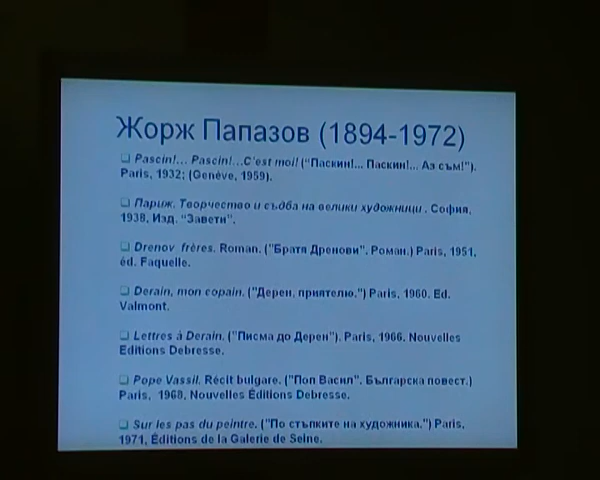 Жорж Папазов (1894-1972)
Pascin!... Pascin!...C'est moi! ("Паскин!... Паскин!... Аз съм!").
Paris, 1932; (Genève, 1959).
Париж. Творчество и съдба на велики художници . София,
1938, Изд. "Завети".
Drenov frères. Roman. ("Братя Дренови". Роман.) Paris, 1951,
éd. Faquelle.
Derain, mon copain. ("Дерен, приятелю.") Paris, 1960. Ed.
Valmont.
Lettres à Derain. ("Писма до Дерен"). Paris, 1966. Nouvelles
Editions Debresse.
Pope Vassil. Récit bulgare. ("Поп Васил". Българска повест.)
Paris, 1968, Nouvelles Éditions Debresse.
Sur les pas du peintre. ("По стъпките на художника.") Paris,
1971, Éditions de la Galerie de Seine.